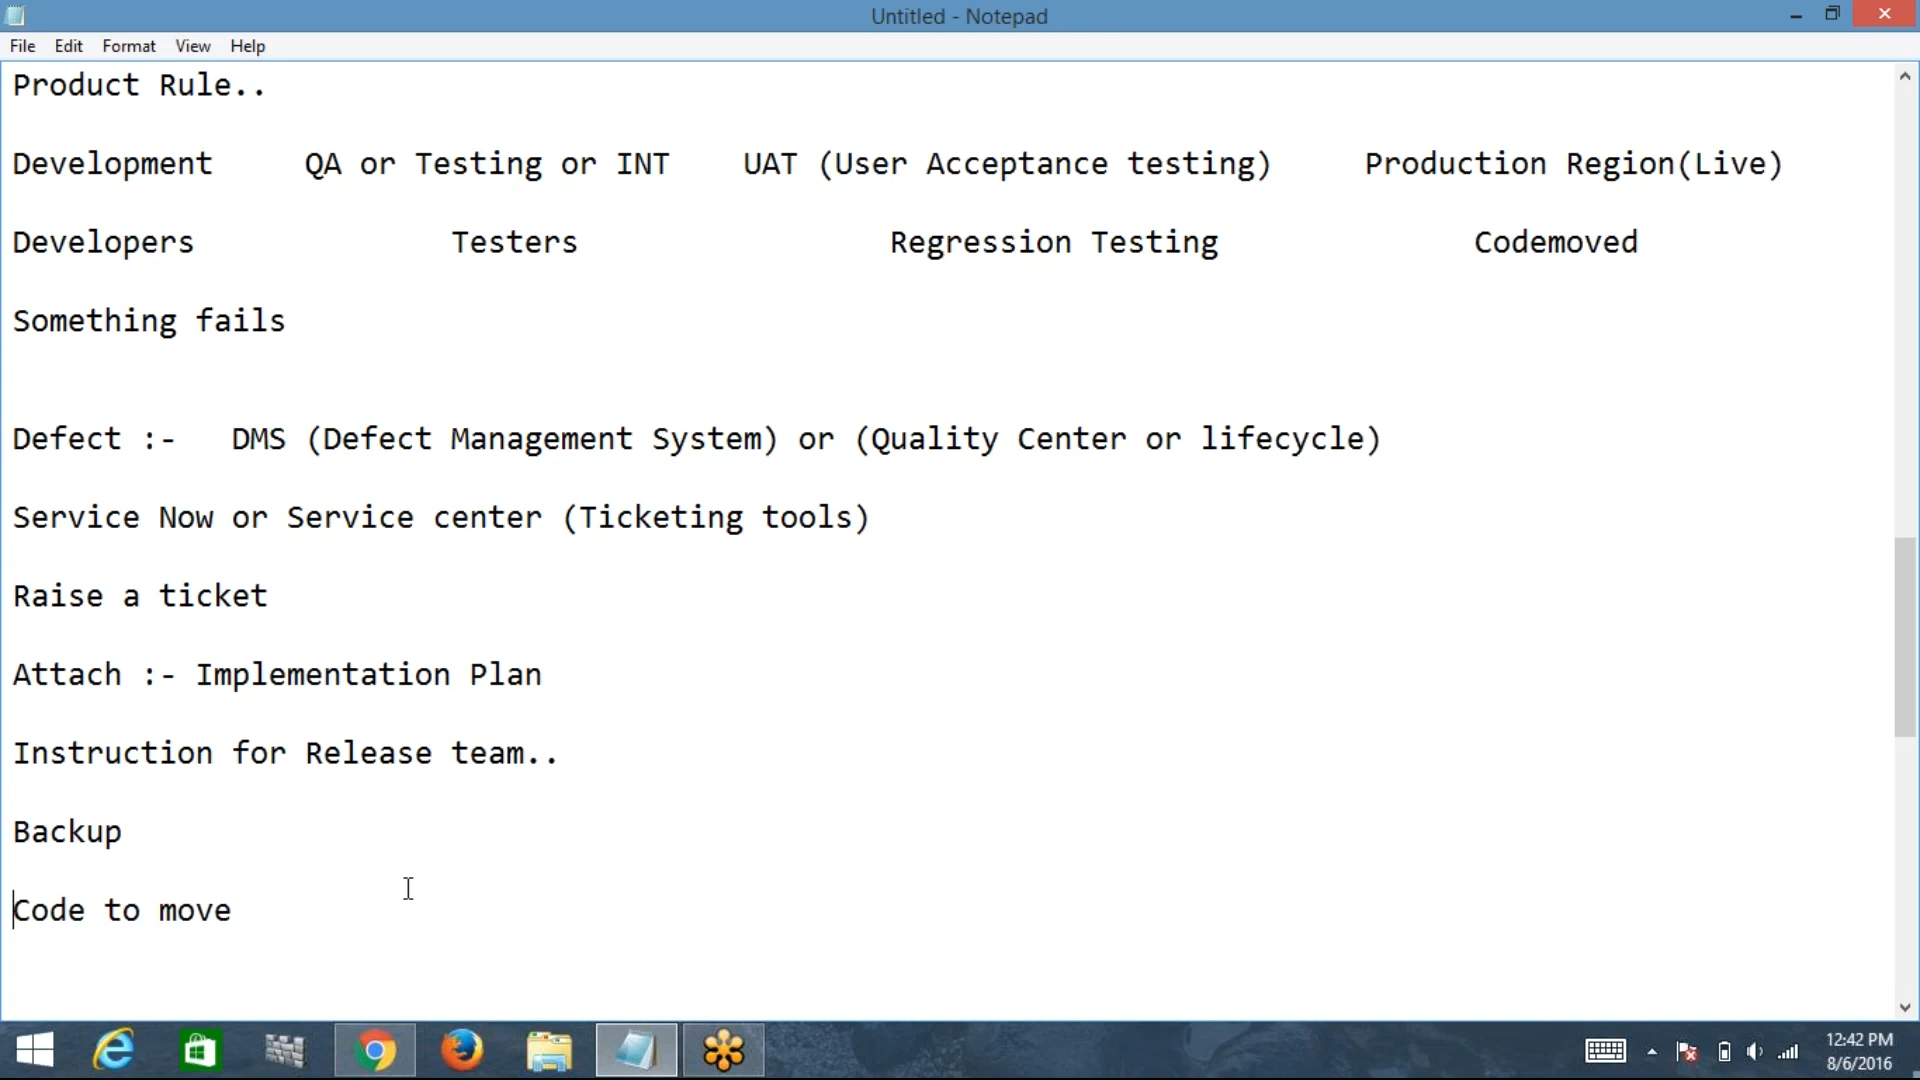 Untitled - Notepad
File Edit Format View Help
Product Rule..
Development QA or Testing or INT UAT (User Acceptance testing) Production Region(Live)
Developers Testers Regression Testing Codemoved
Something fails
Defect :- DMS (Defect Management System) or (Quality Center or lifecycle)
Service Now or Service center (Ticketing tools)
Raise a ticket
Attach :- Implementation Plan
Instruction for Release team..
Backup
Code to move
12:42 PM
8/6/2016